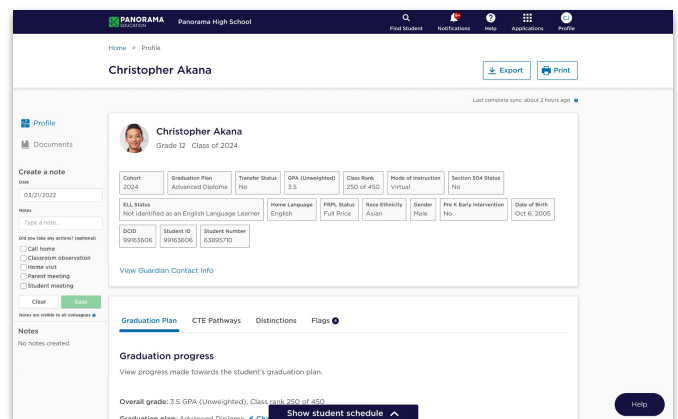 PANORAMA
EDUCATION
Panorama High School
Find Student
Notifications
Help
Applications
CJ
Profile
Home > Profile
Christopher Akana
Export
Print
Last complete sync: about 2 hours ago
Profile
Documents
Christopher Akana
Grade 12 Class of 2024
Cohort
2024
Graduation Plan
Advanced Diploma
Transfer Status
No
GPA (Unweighted)
3.5
Class Rank
250 of 450
Mode of Instruction
Virtual
Section 504 Status
No
ELL Status
Not identified as an English Language Learner
Home Language
English
FRPL Status
Full Price
Race Ethnicity
Asian
Gender
Male
Pre K Early Intervention
No
Date of Birth
Oct 6, 2005
DCID
99163606
Student ID
99163606
Student Number
63895710
View Guardian Contact Info
Create a note
Date
03/21/2022
Notes
Type a note...
Did you take any actions? (optional)
Call home
Classroom observation
Home visit
Parent meeting
Student meeting
Clear
Save
Notes are visible to all colleagues
Notes
No notes created.
Graduation Plan
CTE Pathways
Distinctions
Flags
Graduation progress
View progress made towards the student's graduation plan.
Overall grade: 3.5 GPA (Unweighted), Class rank 250 of 450
Graduation plan: Advanced Diploma
Show student schedule
Help